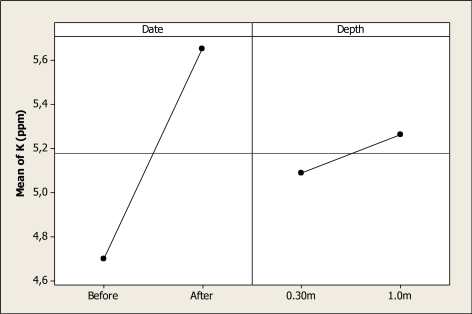 Date Depth
Mean of K (ppm)
5,6
5,4
5,2
5,0
4,8
4,6
Before After 0.30m 1.0m